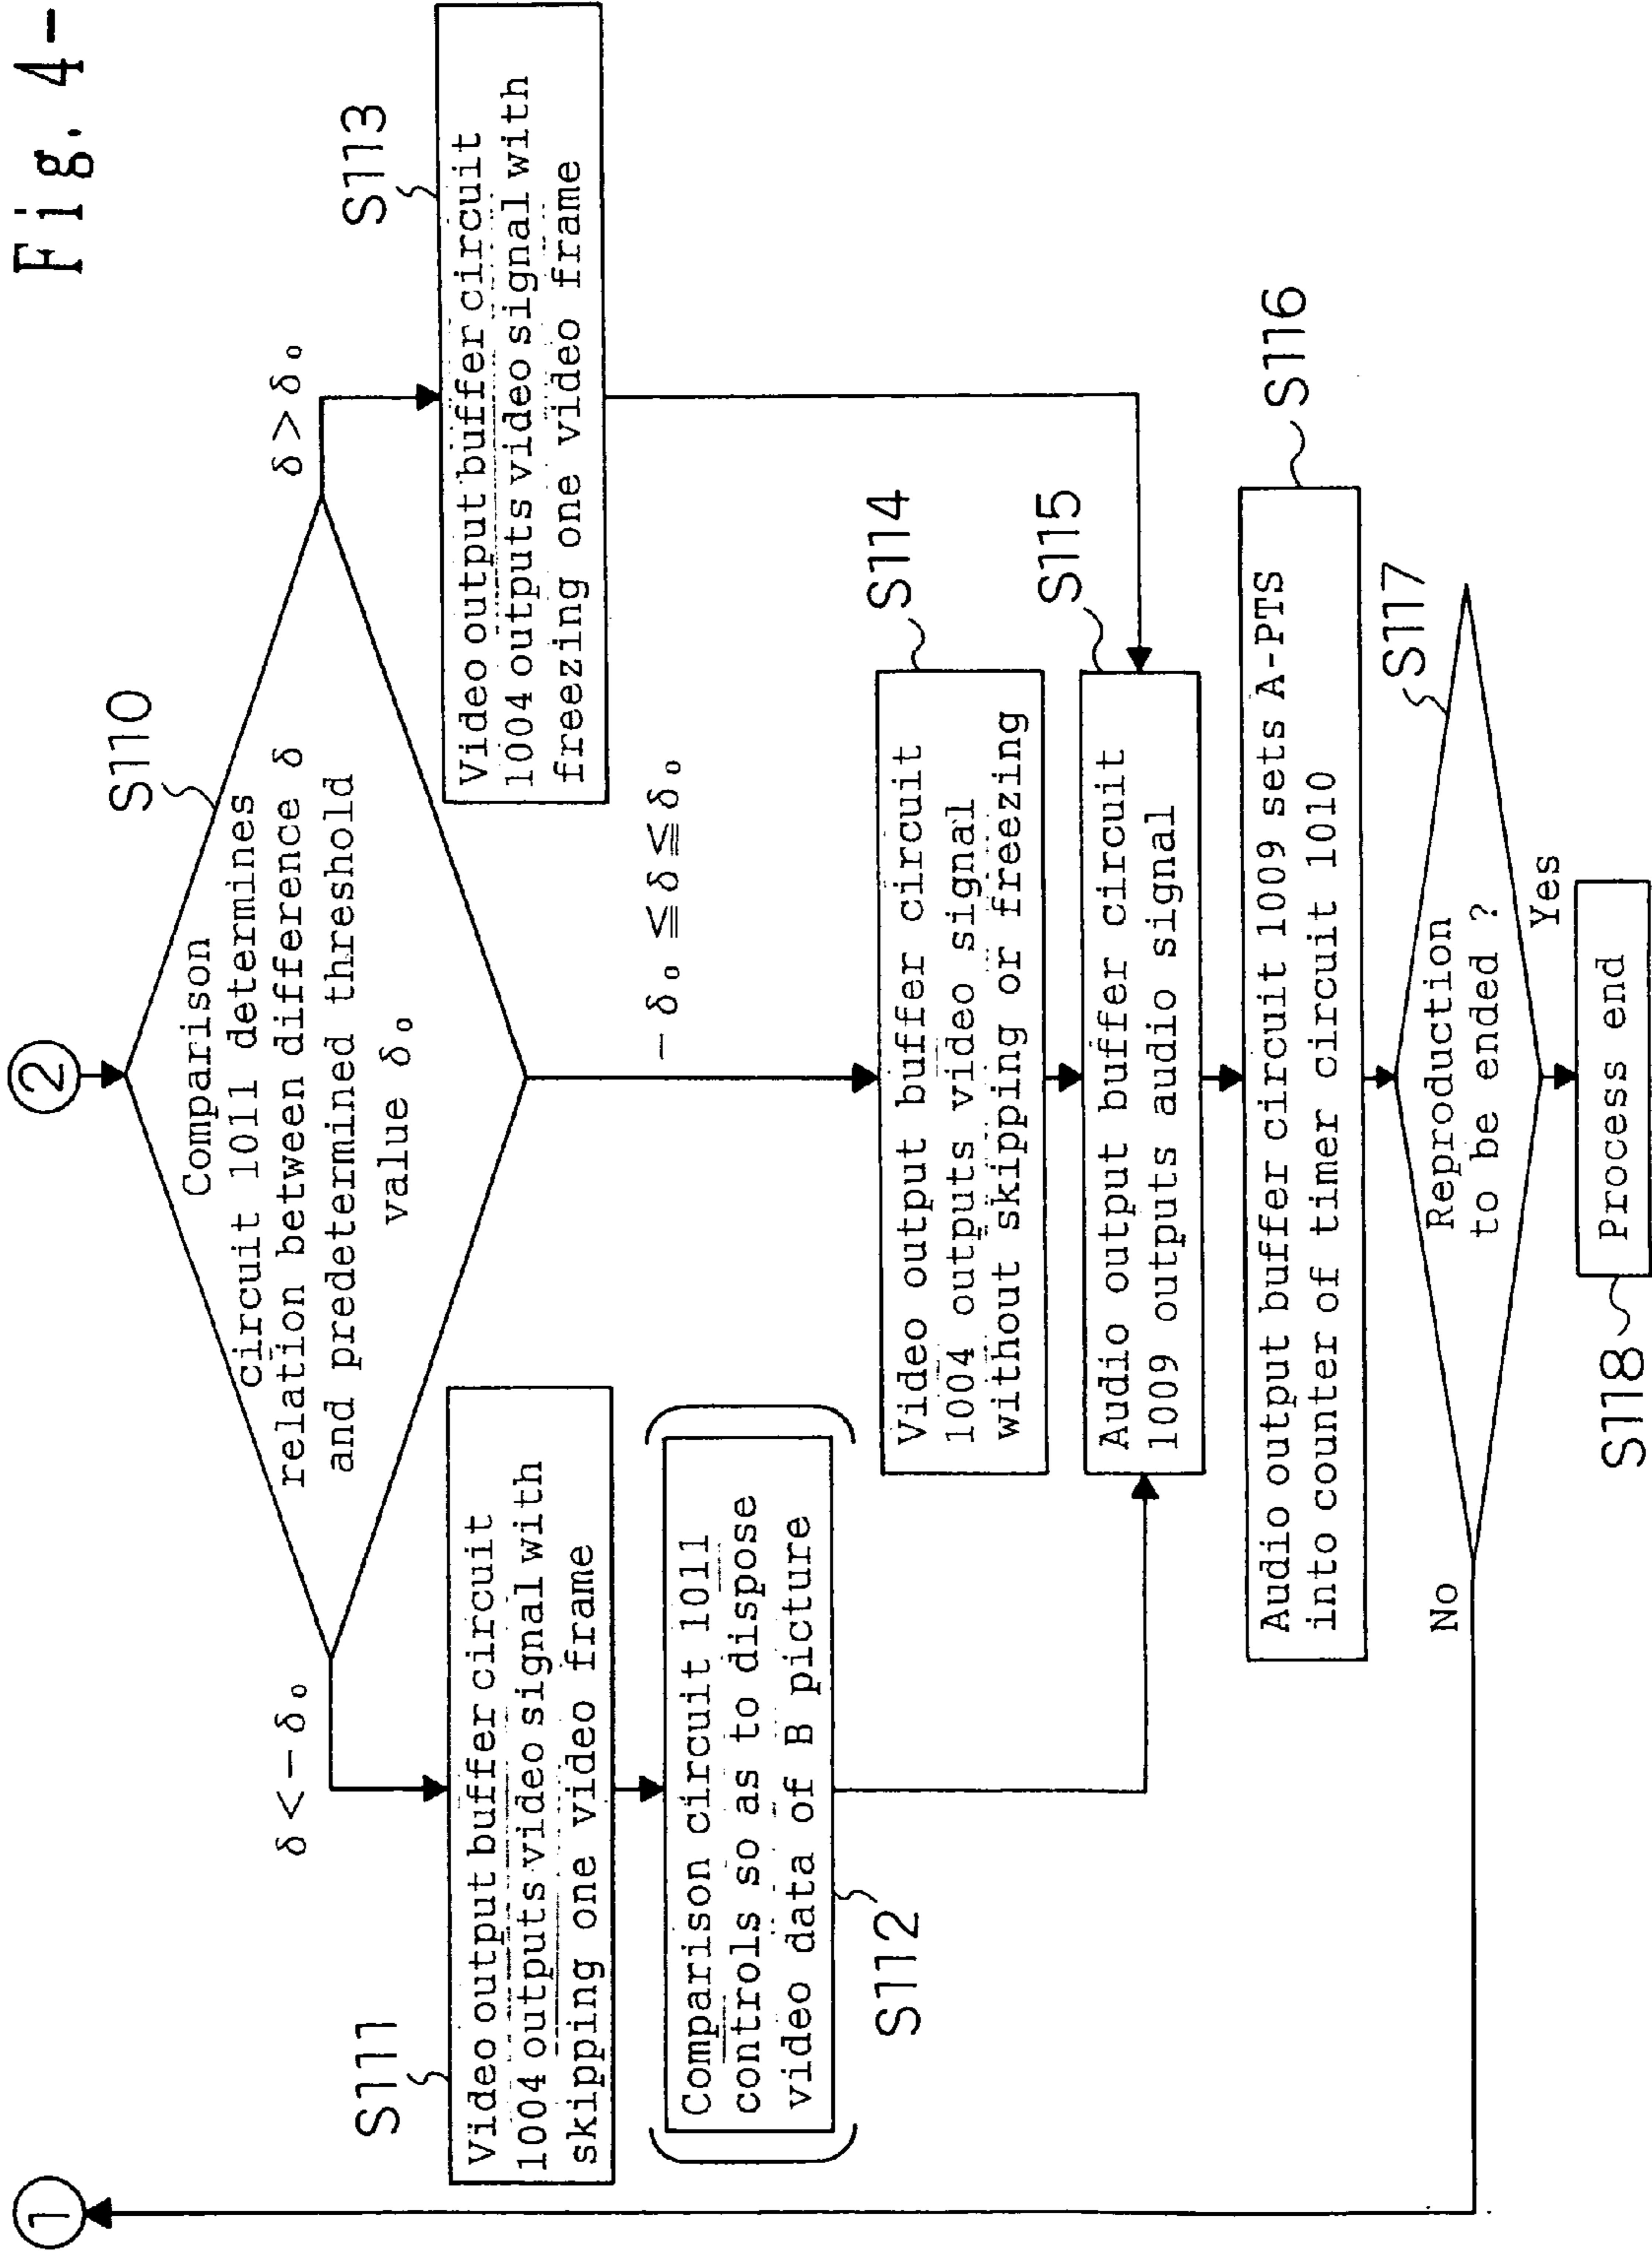 Fig. 4-
②
①
S110
Comparison
circuit 1011 determines
relation between difference δ
and predetermined threshold
value δ₀
δ < −δ₀
δ > δ₀
−δ₀ ≦ δ ≦ δ₀
S111
Video output buffer circuit
1004 outputs video signal with
skipping one video frame
Comparison circuit 1011
controls so as to dispose
video data of B picture
S112
S113
Video output buffer circuit
1004 outputs video signal with
freezing one video frame
S114
Video output buffer circuit
1004 outputs video signal
without skipping or freezing
S115
Audio output buffer circuit
1009 outputs audio signal
S116
Audio output buffer circuit 1009 sets A-PTS
into counter of timer circuit 1010
S117
Reproduction
to be ended ?
No
Yes
S118
Process end